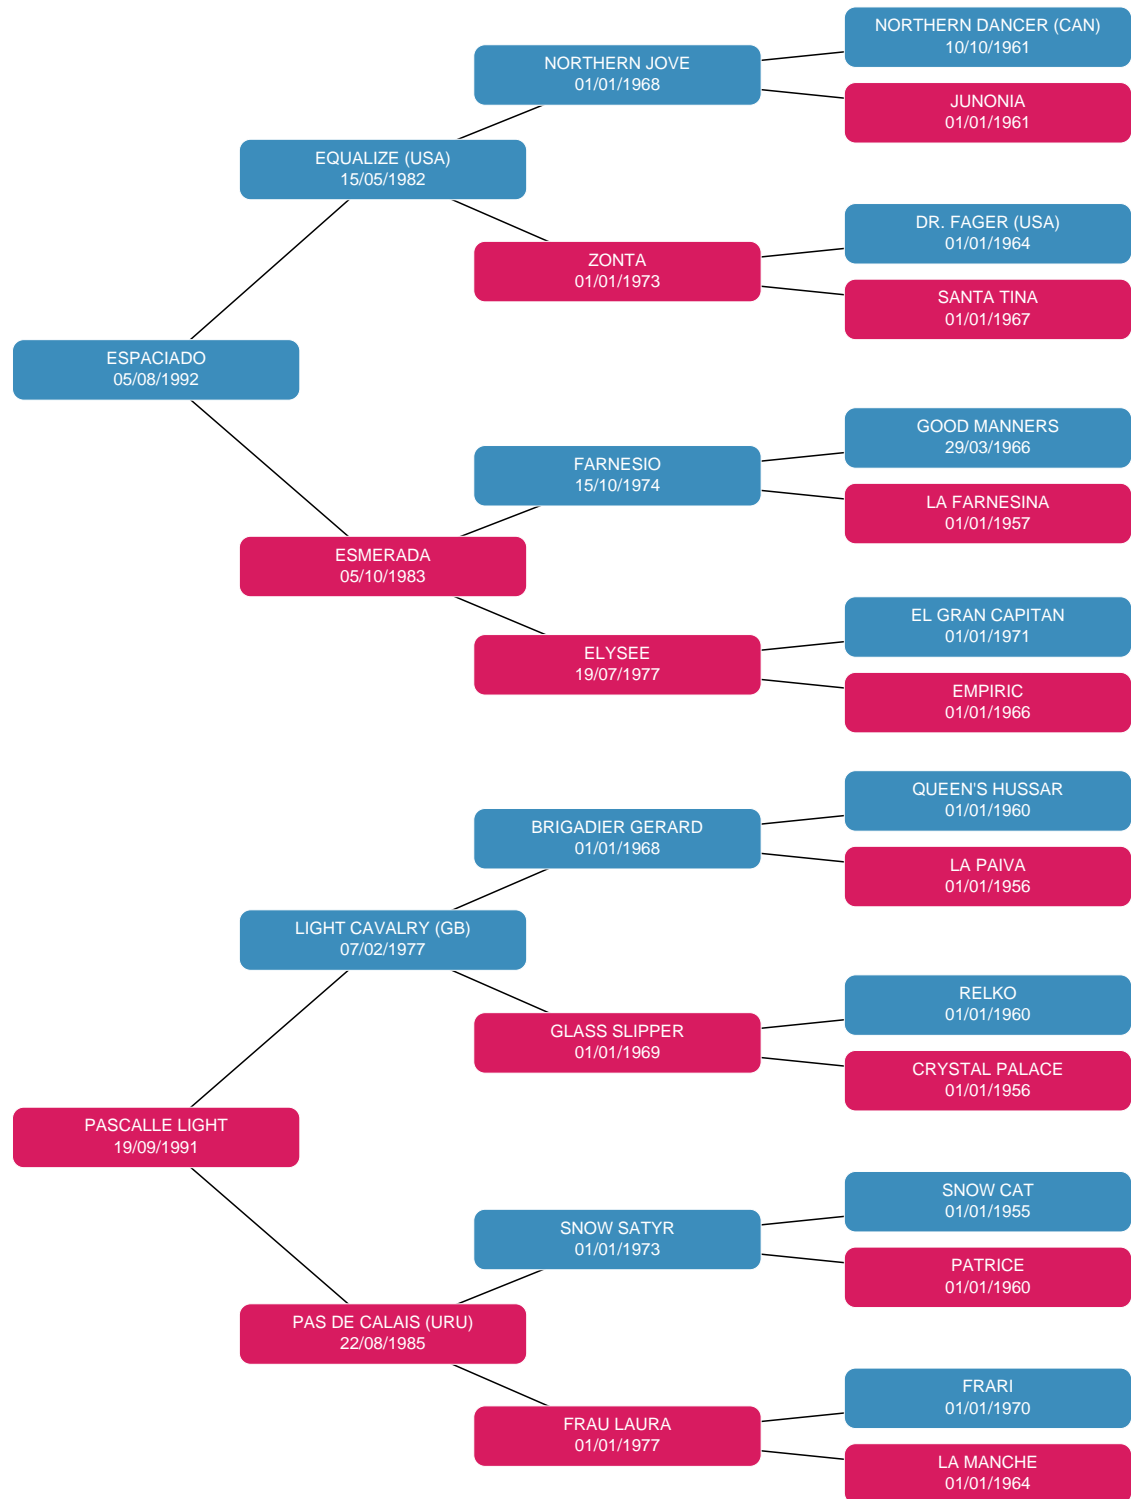 NORTHERN DANCER (CAN)
10/10/1961
NORTHERN JOVE
01/01/1968
JUNONIA
01/01/1961
EQUALIZE (USA)
15/05/1982
DR. FAGER (USA)
01/01/1964
ZONTA
01/01/1973
SANTA TINA
01/01/1967
ESPACIADO
05/08/1992
GOOD MANNERS
29/03/1966
FARNESIO
15/10/1974
LA FARNESINA
01/01/1957
ESMERADA
05/10/1983
EL GRAN CAPITAN
01/01/1971
ELYSEE
19/07/1977
EMPIRIC
01/01/1966
QUEEN'S HUSSAR
01/01/1960
BRIGADIER GERARD
01/01/1968
LA PAIVA
01/01/1956
LIGHT CAVALRY (GB)
07/02/1977
RELKO
01/01/1960
GLASS SLIPPER
01/01/1969
CRYSTAL PALACE
01/01/1956
PASCALLE LIGHT
19/09/1991
SNOW CAT
01/01/1955
SNOW SATYR
01/01/1973
PATRICE
01/01/1960
PAS DE CALAIS (URU)
22/08/1985
FRARI
01/01/1970
FRAU LAURA
01/01/1977
LA MANCHE
01/01/1964